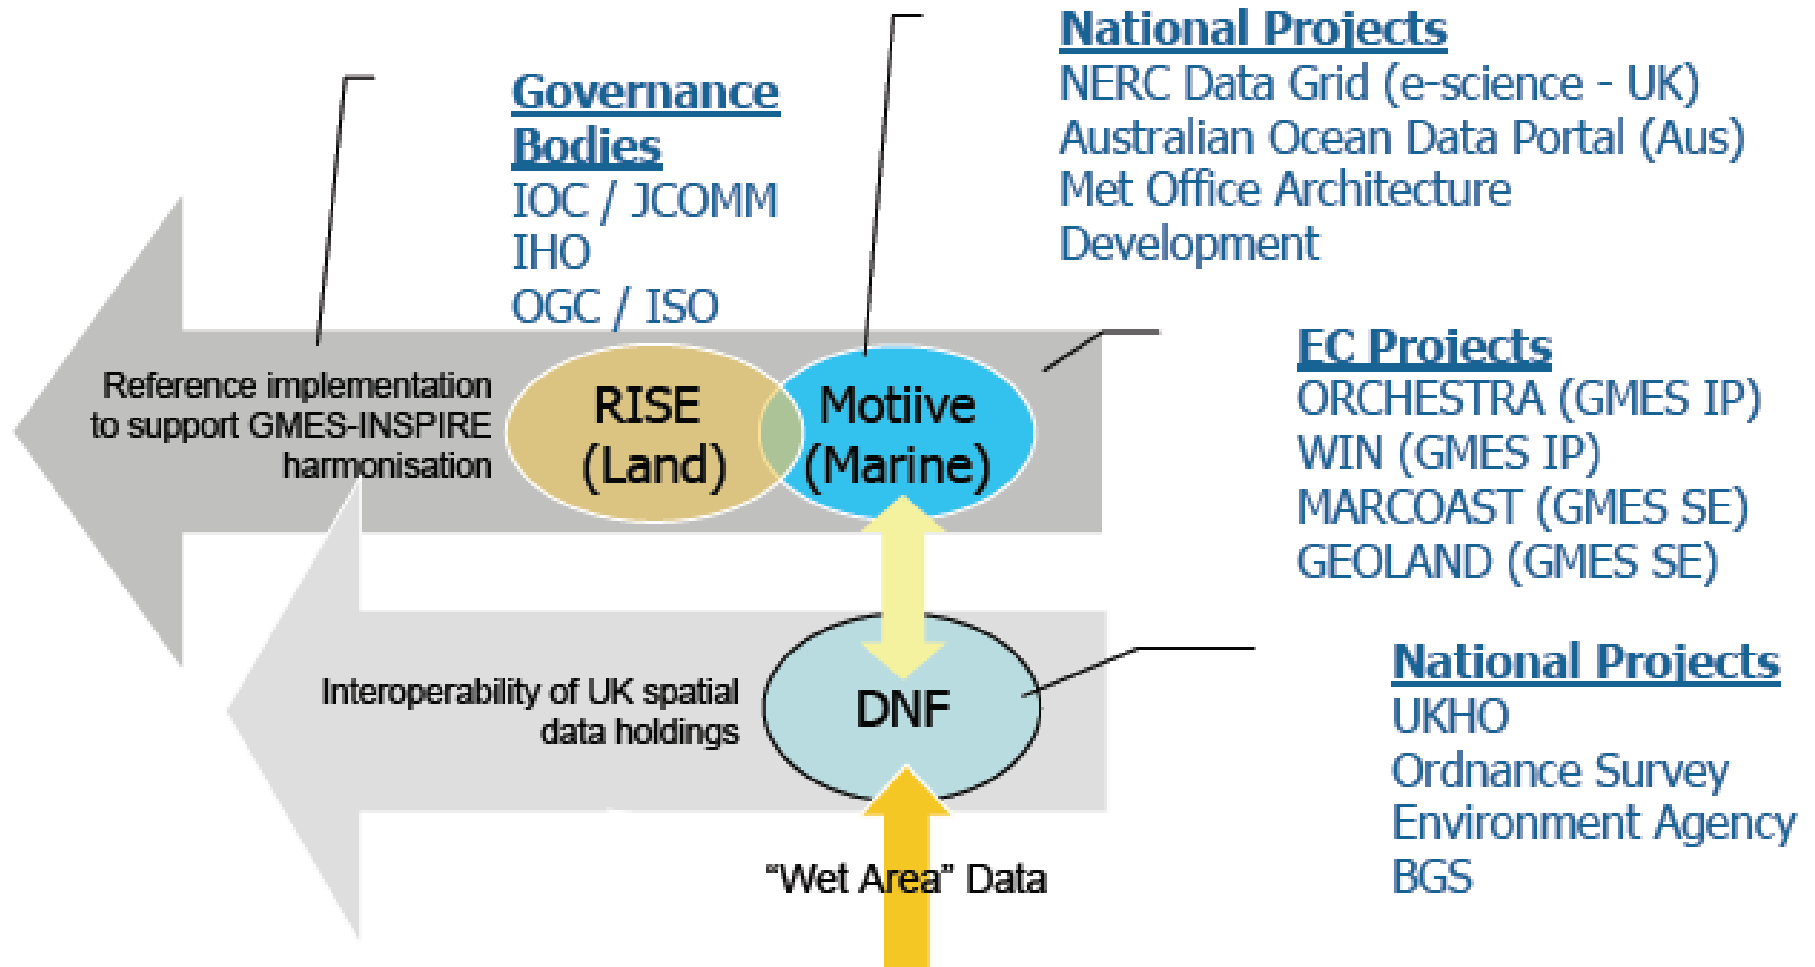 National Projects
NERC Data Grid (e-science - UK)
Australian Ocean Data Portal (Aus)
Met Office Architecture
Development
Governance
Bodies
IOC / JCOMM
IHO
OGC / ISO
EC Projects
ORCHESTRA (GMES IP)
WIN (GMES IP)
MARCOAST (GMES SE)
GEOLAND (GMES SE)
Reference implementation
to support GMES-INSPIRE
harmonisation
RISE
(Land)
Motiive
(Marine)
National Projects
UKHO
Ordnance Survey
Environment Agency
BGS
Interoperability of UK spatial
data holdings
DNF
“Wet Area” Data